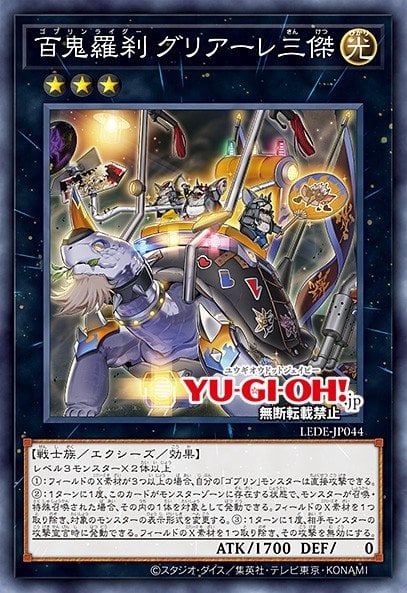 ゴブリンライダー さん けつ ひかり
百鬼羅刹 グリアーレ三傑 光
ユウギオウドットジェイピー
YU-GI-OH!.jp
無断転載禁止
LEDE-JP044
【戦士族/エクシーズ/効果】
レベル3モンスター×2体以上
①:フィールドのX素材が3つ以上の場合、自分の「ゴブリン」モンスターは直接攻撃できる。
②:1ターンに1度、このカードがモンスターゾーンに存在する状態で、モンスターが召喚・
特殊召喚された場合、その内の1体を対象として発動できる。フィールドのX素材を1つ
取り除き、対象のモンスターの表示形式を変更する。③:1ターンに1度、相手モンスターの
攻撃宣言時に発動できる。フィールドのX素材を1つ取り除き、その攻撃を無効にする。
ATK/1700 DEF/ 0
©スタジオ・ダイス/集英社・テレビ東京・KONAMI